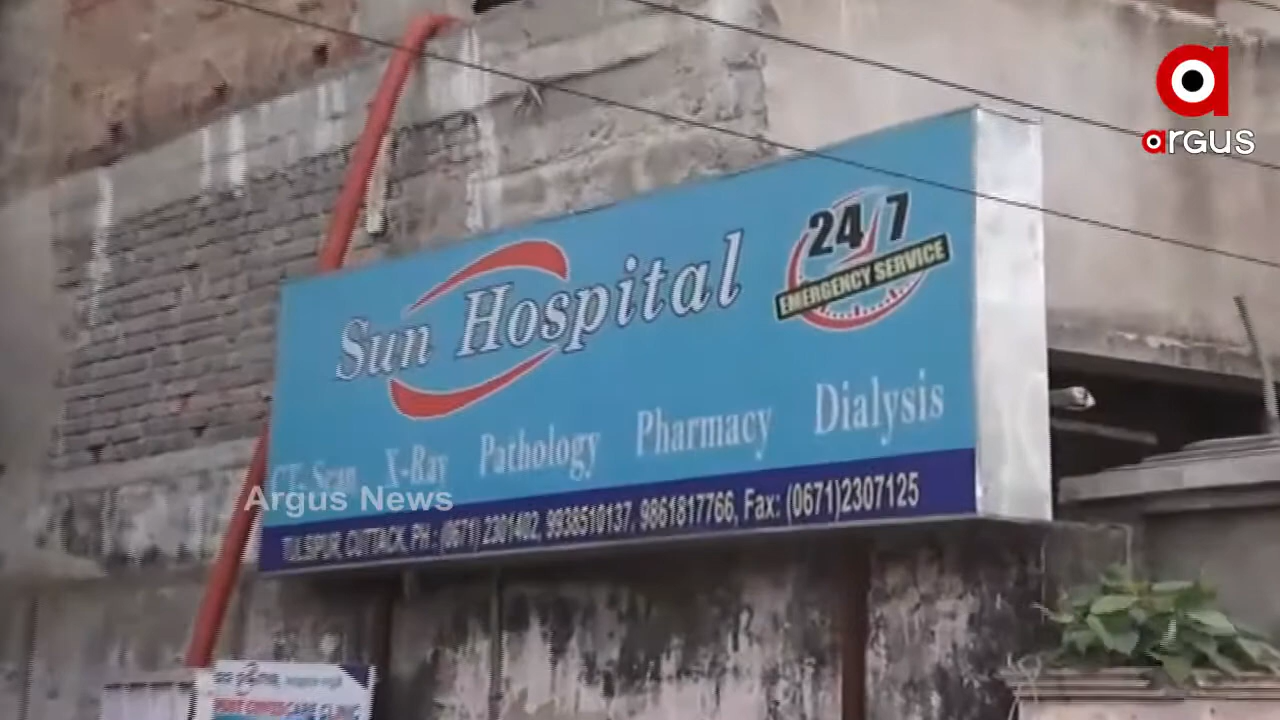 argus
24/7
EMERGENCY SERVICE
Sun Hospital
CT-Scan X-Ray Pathology Pharmacy Dialysis
Argus News
TULSIPUR, CUTTACK, PH : (0671) 2301402, 9938510137, 9861817766, Fax: (0671)2307125